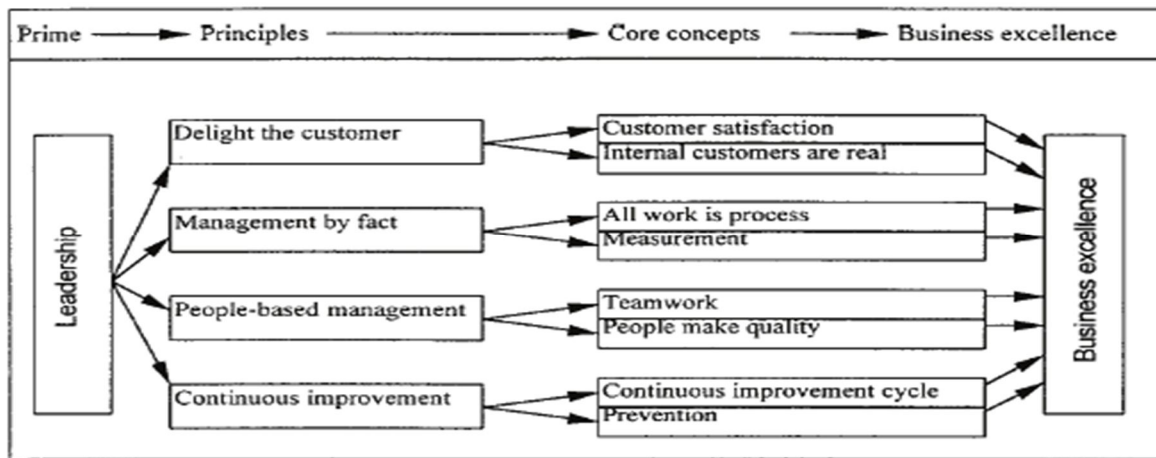 Prime Principles Core concepts Business excellence
Leadership
Delight the customer
Customer satisfaction
Internal customers are real
Management by fact
All work is process
Measurement
People-based management
Teamwork
People make quality
Continuous improvement
Continuous improvement cycle
Prevention
Business excellence